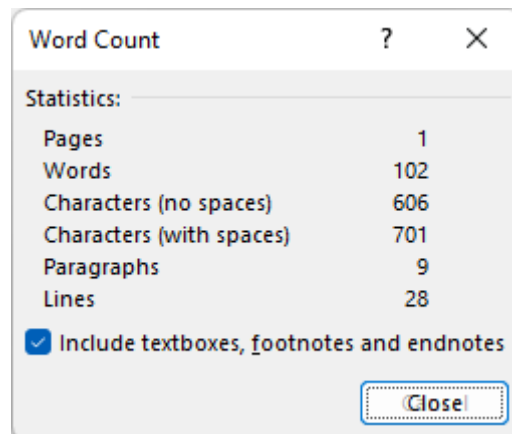 Word Count ? ×
Statistics:
Pages 1
Words 102
Characters (no spaces) 606
Characters (with spaces) 701
Paragraphs 9
Lines 28
Include textboxes, footnotes and endnotes
Close